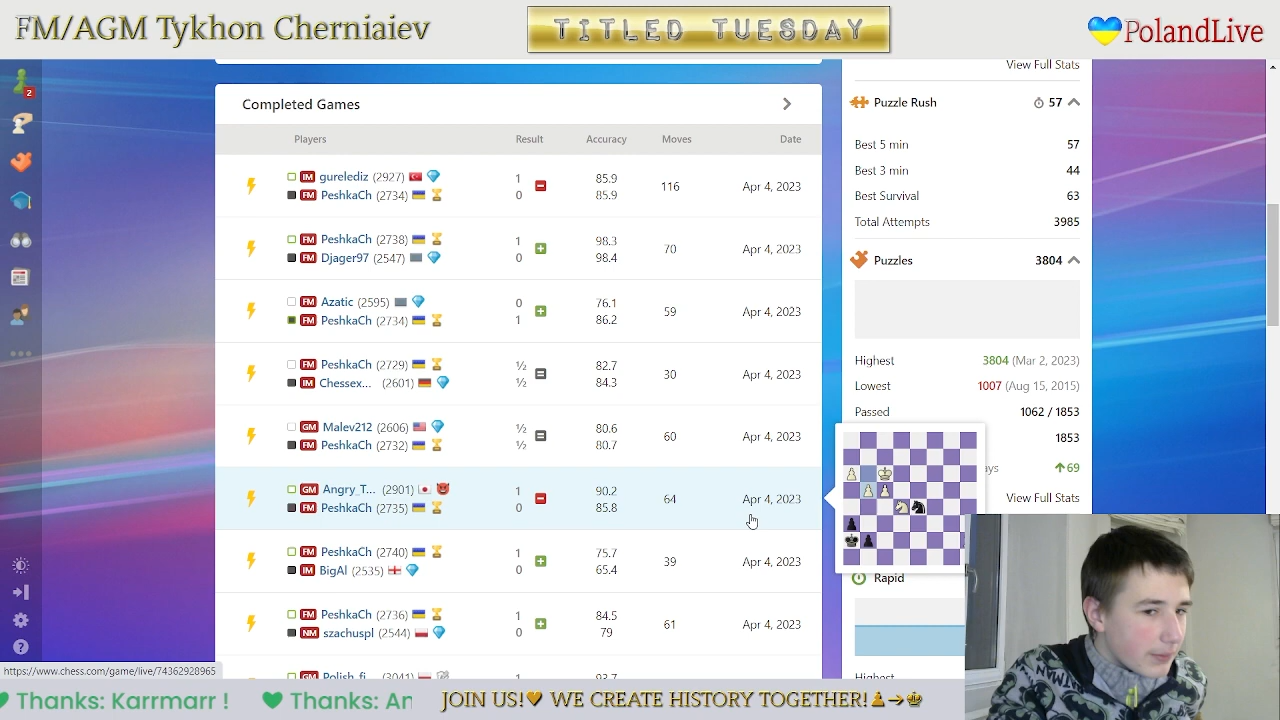 FM/AGM Tykhon Cherniaiev
TITLED TUESDAY
PolandLive
2
View Full Stats
Completed Games
Players Result Accuracy Moves Date
IM gurelediz (2927) 1 85.9
FM PeshkaCh (2734) 0 85.9
116 Apr 4, 2023
FM PeshkaCh (2738) 1 98.3
FM Djager97 (2547) 0 98.4
70 Apr 4, 2023
FM Azatic (2595) 0 76.1
FM PeshkaCh (2734) 1 86.2
59 Apr 4, 2023
FM PeshkaCh (2729) ½ 82.7
IM Chessex... (2601) ½ 84.3
30 Apr 4, 2023
GM Malev212 (2606) ½ 80.6
FM PeshkaCh (2732) ½ 80.7
60 Apr 4, 2023
GM Angry_T... (2901) 1 90.2
FM PeshkaCh (2735) 0 85.8
64 Apr 4, 2023
FM PeshkaCh (2740) 1 75.7
IM BigAl (2535) 0 65.4
39 Apr 4, 2023
FM PeshkaCh (2736) 1 84.5
NM szachuspl (2544) 0 79
61 Apr 4, 2023
Puzzle Rush 57
Best 5 min 57
Best 3 min 44
Best Survival 63
Total Attempts 3985
Puzzles 3804
Highest 3804 (Mar 2, 2023)
Lowest 1007 (Aug 15, 2015)
Passed 1062 / 1853
1853
69
View Full Stats
Rapid
https://www.chess.com/game/live/74362928965
Thanks: Karrmarr ! Thanks: An
JOIN US! WE CREATE HISTORY TOGETHER!